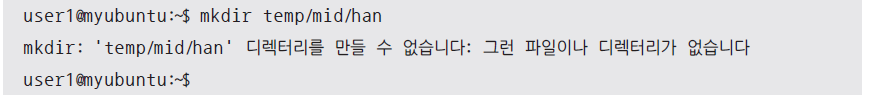 user1@myubuntu:~$ mkdir temp/mid/han
mkdir: 'temp/mid/han' 디렉터리를 만들 수 없습니다: 그런 파일이나 디렉터리가 없습니다
user1@myubuntu:~$